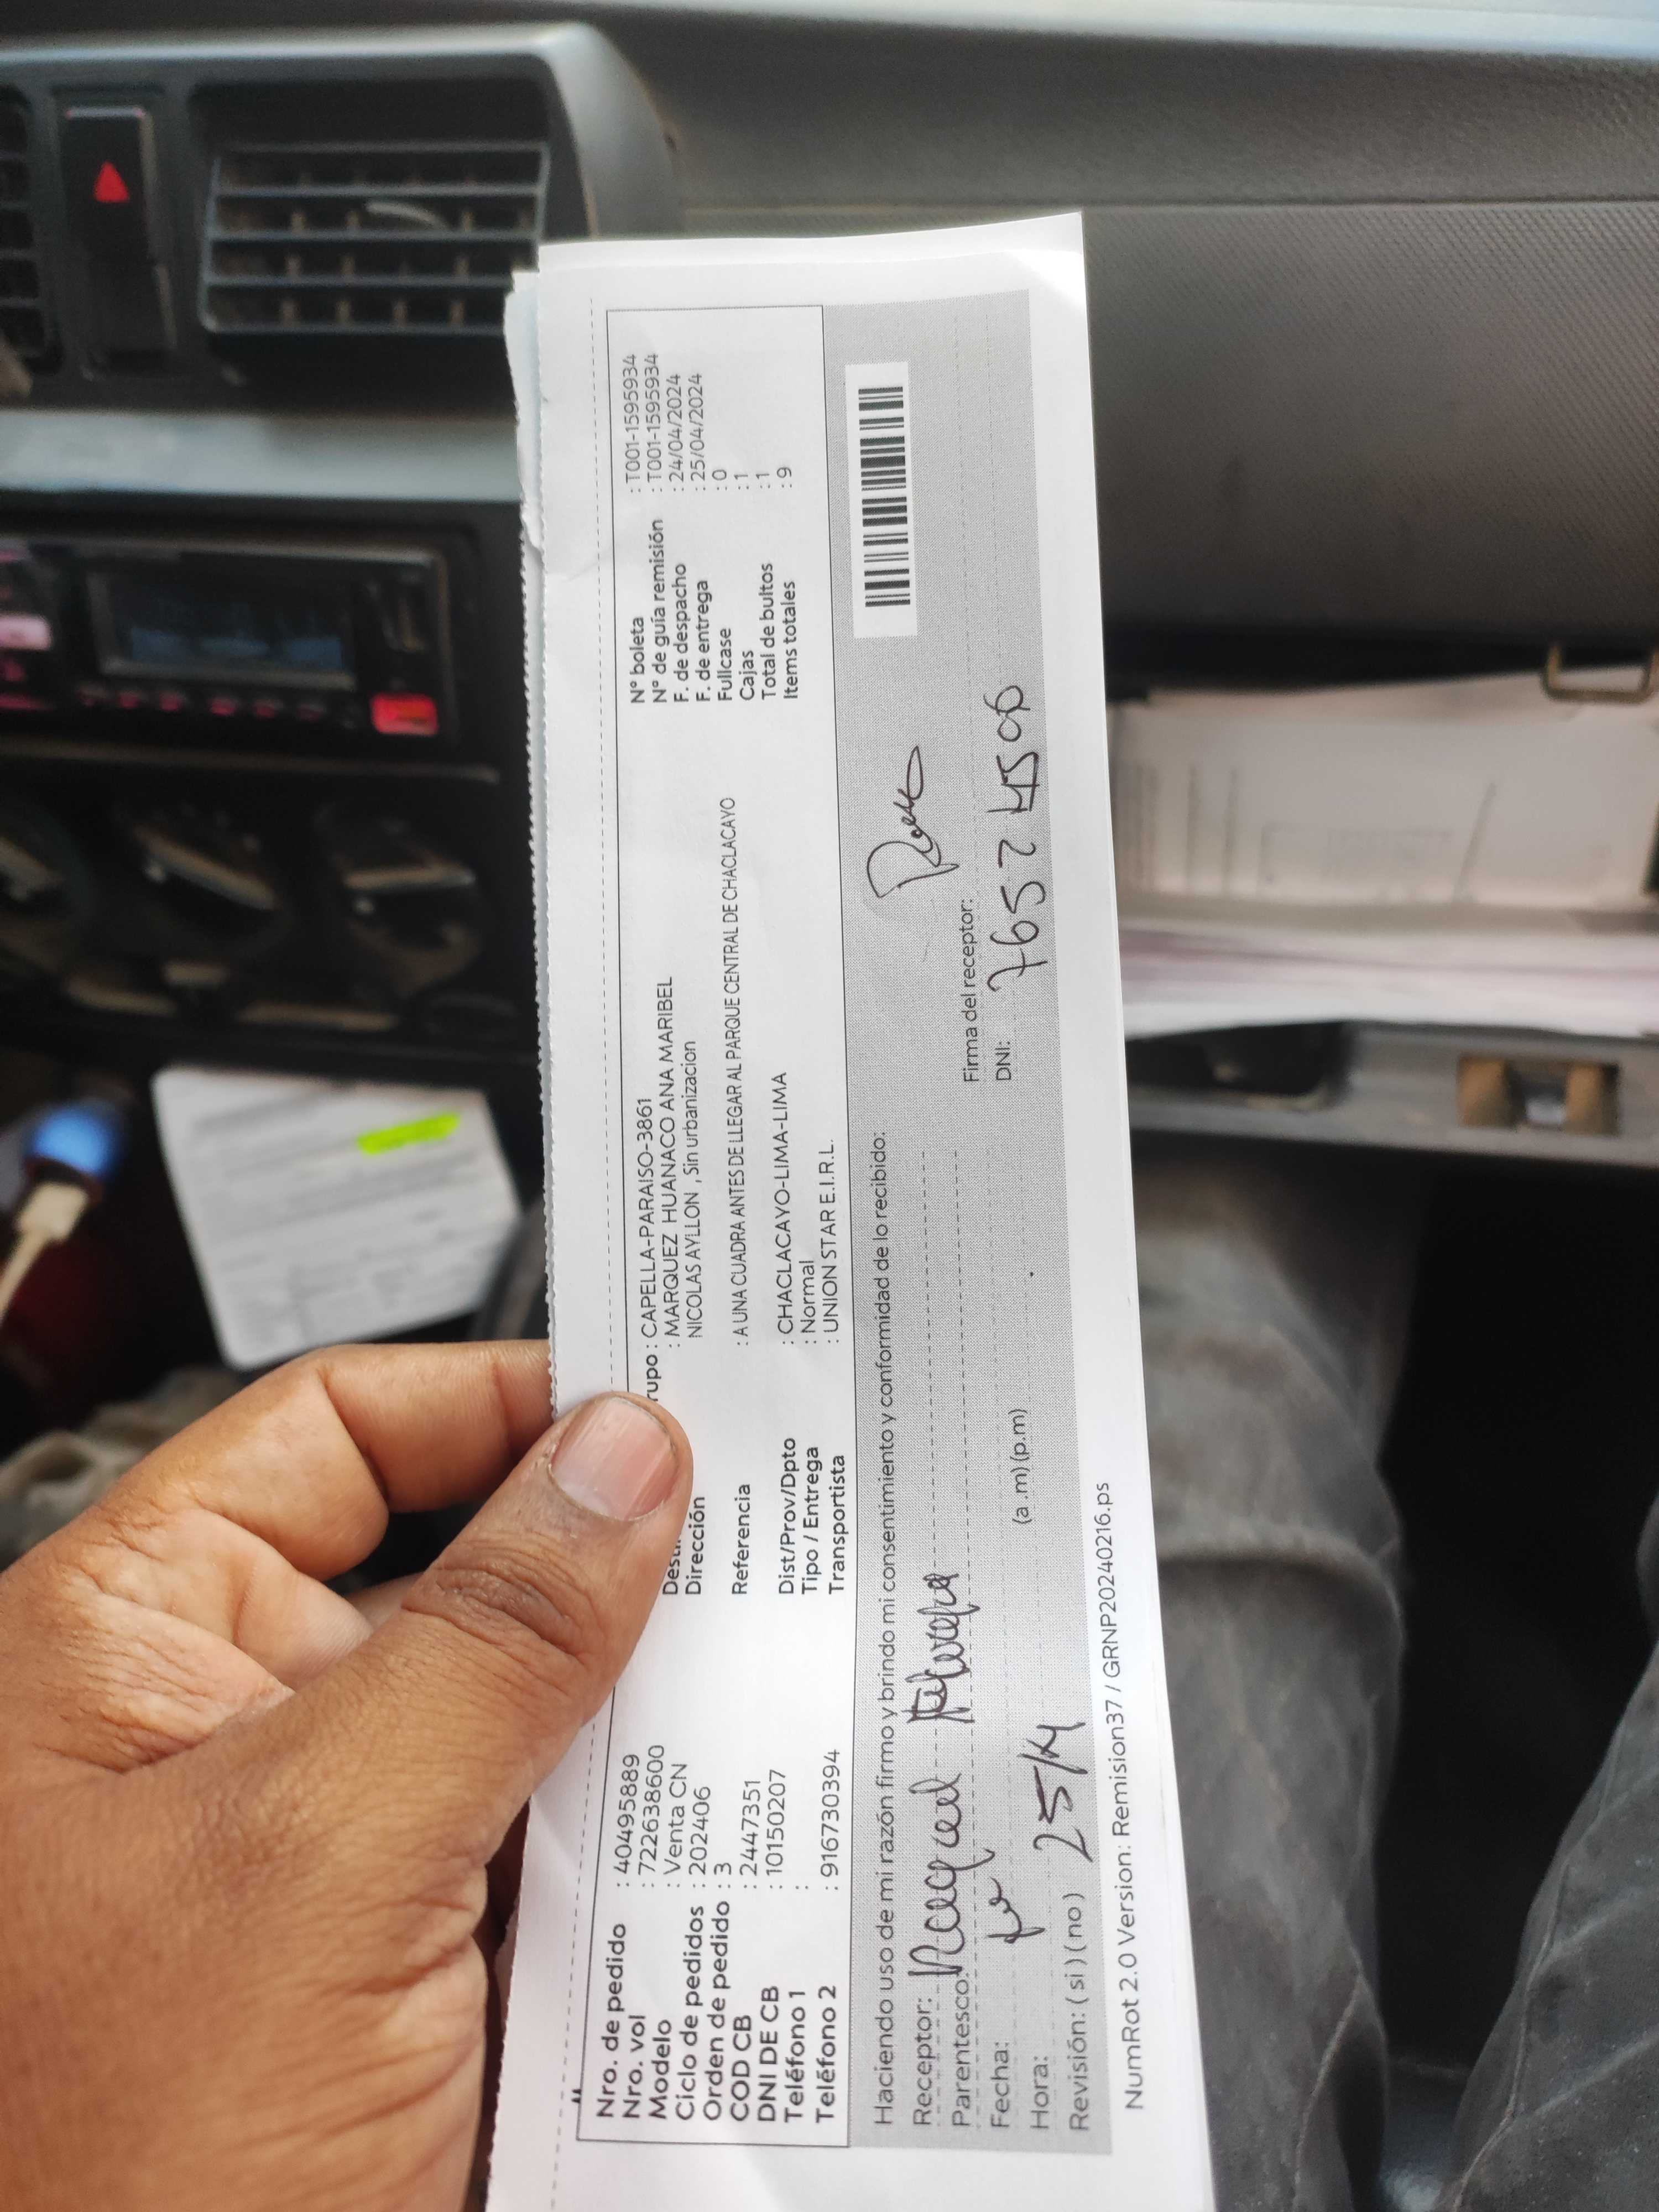 Nro. de pedido : 40495889
Nro. vol : 722638600
Modelo : Venta CN
Ciclo de pedidos : 202406
Orden de pedido : 3
COD CB : 2447351
DNI DE CB : 10150207
Teléfono 1 :
Teléfono 2 : 916730394
rupo : CAPELLA-PARAISO-3861
: MARQUEZ HUANACO ANA MARIBEL
Dirección NICOLAS AYLLON , Sin urbanizacion
Referencia : A UNA CUADRA ANTES DE LLEGAR AL PARQUE CENTRAL DE CHACLACAYO
Dist/Prov/Dpto : CHACLACAYO-LIMA-LIMA
Tipo / Entrega : Normal
Transportista : UNION STAR E.I.R.L.
N° boleta : T001-1595934
N° de guía remisión : T001-1595934
F. de despacho : 24/04/2024
F. de entrega : 25/04/2024
Fullcase : 0
Cajas : 1
Total de bultos : 1
Items totales : 9
Haciendo uso de mi razón firmo y brindo mi consentimiento y conformidad de lo recibido:
Receptor:
Parentesco:
Fecha:
Hora: 25/4 (a .m) (p.m)
Revisión: ( si ) ( no )
Firma del receptor:
DNI: 76572450
NumRot 2.0 Version: Remision37 / GRNP20240216.ps